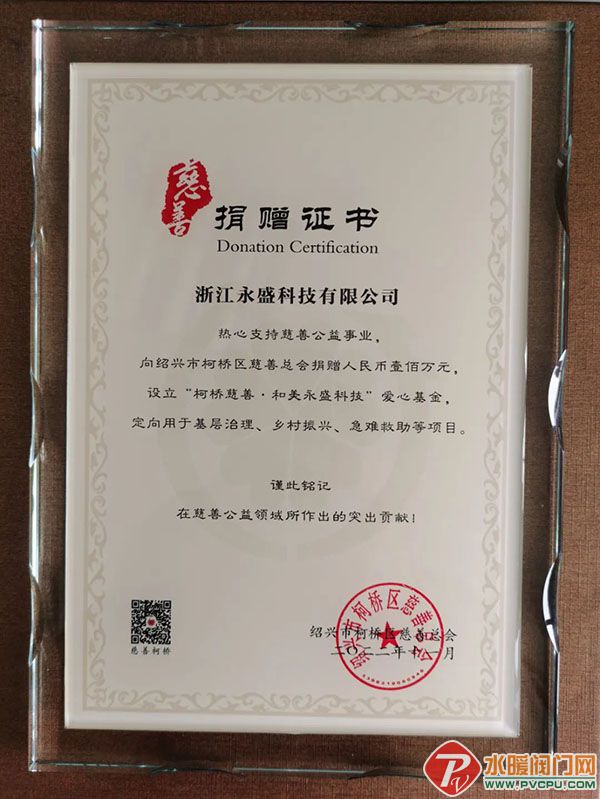 慈善
捐赠证书
Donation Certification
浙江永盛科技有限公司
热心支持慈善公益事业，
向绍兴市柯桥区慈善总会捐赠人民币壹佰万元，
设立“柯桥慈善·和美永盛科技”爱心基金，
定向用于基层治理、乡村振兴、急难救助等项目。
谨此铭记
在慈善公益领域所作出的突出贡献！
慈善柯桥
绍兴市柯桥区慈善总会
绍兴市柯桥区慈善总会
二〇二二年十一月
水暖阀门网
WWW.PVCPU.COM